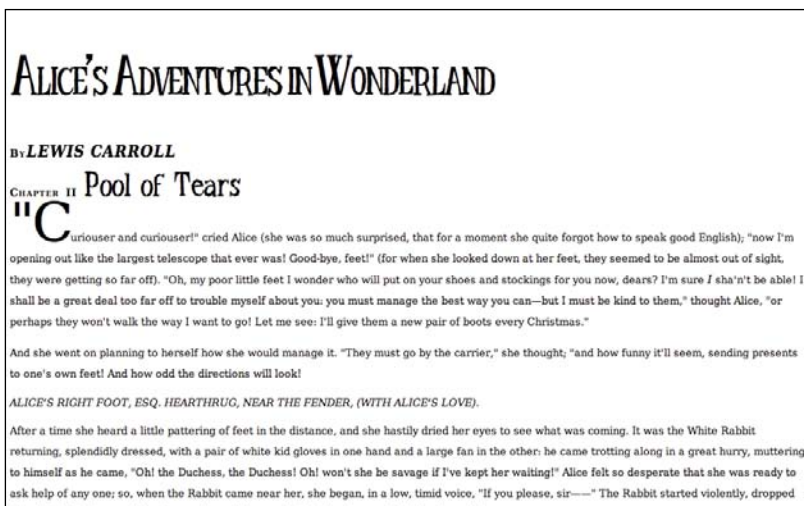 ALICE'S ADVENTURES IN WONDERLAND
BY LEWIS CARROLL
CHAPTER II Pool of Tears
"Curiouser and curiouser!" cried Alice (she was so much surprised, that for a moment she quite forgot how to speak good English); "now I'm
opening out like the largest telescope that ever was! Good-bye, feet!" (for when she looked down at her feet, they seemed to be almost out of sight,
they were getting so far off). "Oh, my poor little feet I wonder who will put on your shoes and stockings for you now, dears? I'm sure I sha'n't be able! I
shall be a great deal too far off to trouble myself about you: you must manage the best way you can—but I must be kind to them," thought Alice, "or
perhaps they won't walk the way I want to go! Let me see: I'll give them a new pair of boots every Christmas."
And she went on planning to herself how she would manage it. "They must go by the carrier," she thought; "and how funny it'll seem, sending presents
to one's own feet! And how odd the directions will look!
ALICE'S RIGHT FOOT, ESQ. HEARTHRUG, NEAR THE FENDER, (WITH ALICE'S LOVE).
After a time she heard a little pattering of feet in the distance, and she hastily dried her eyes to see what was coming. It was the White Rabbit
returning, splendidly dressed, with a pair of white kid gloves in one hand and a large fan in the other: he came trotting along in a great hurry, muttering
to himself as he came, "Oh! the Duchess, the Duchess! Oh! won't she be savage if I've kept her waiting!" Alice felt so desperate that she was ready to
ask help of any one; so, when the Rabbit came near her, she began, in a low, timid voice, "If you please, sir——" The Rabbit started violently, dropped